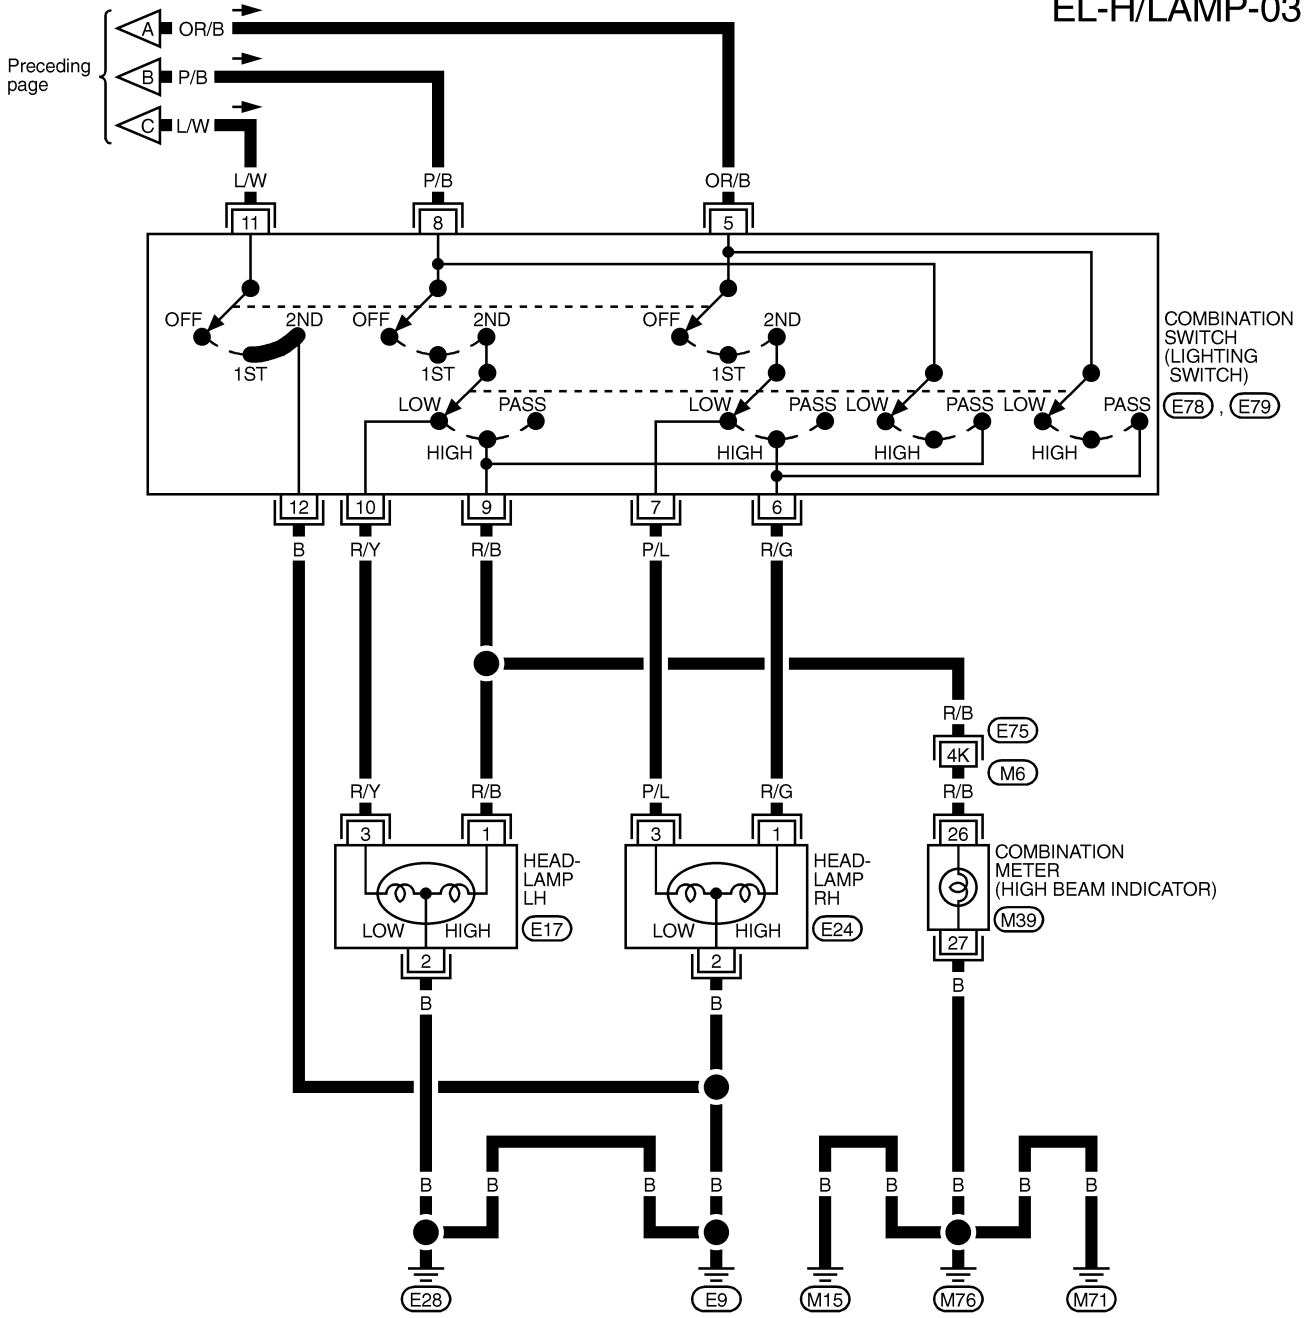 EL-H/LAMP-03
Preceding
page
A OR/B
B P/B
C L/W
L/W P/B OR/B
11 8 5
OFF 2ND OFF 2ND OFF 2ND
1ST 1ST 1ST
LOW PASS LOW PASS LOW PASS LOW PASS
HIGH HIGH HIGH HIGH
COMBINATION
SWITCH
(LIGHTING
SWITCH)
E78 , E79
12 10 9 7 6
B R/Y R/B P/L R/G
R/B
E75
4K
M6
R/Y R/B P/L R/G R/B
3 1 3 1 26
HEAD-
LAMP
LH
E17
LOW HIGH
HEAD-
LAMP
RH
E24
LOW HIGH
COMBINATION
METER
(HIGH BEAM INDICATOR)
M39
2 2 27
B B B
B B B B B B B B B
E28 E9 M15 M76 M71